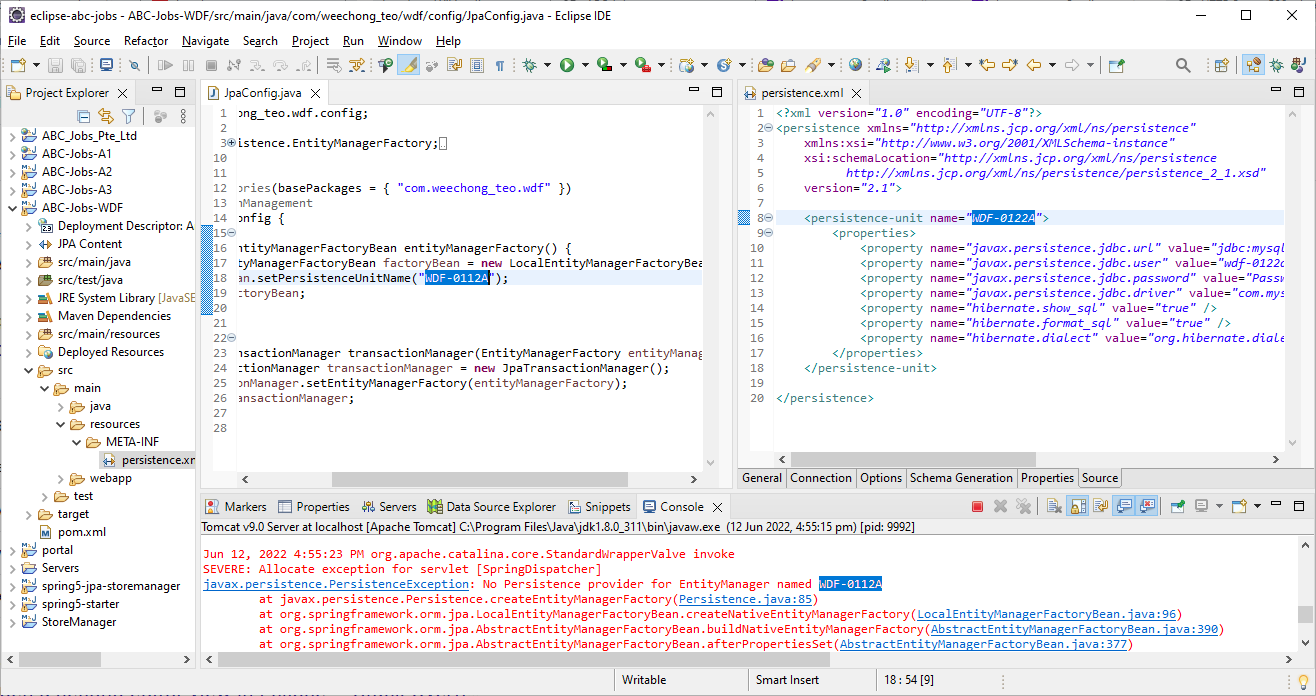 eclipse-abc-jobs - ABC-Jobs-WDF/src/main/java/com/weechong_teo/wdf/config/JpaConfig.java - Eclipse IDE
File Edit Source Refactor Navigate Search Project Run Window Help
Project Explorer
ABC_Jobs_Pte_Ltd
ABC-Jobs-A1
ABC-Jobs-A2
ABC-Jobs-A3
ABC-Jobs-WDF
Deployment Descriptor: A
JPA Content
src/main/java
src/test/java
JRE System Library [JavaSE
Maven Dependencies
src/main/resources
Deployed Resources
src
main
java
resources
META-INF
persistence.xn
webapp
test
target
pom.xml
portal
Servers
spring5-jpa-storemanager
spring5-starter
StoreManager
JpaConfig.java
1 ong_teo.wdf.config;
2
3 istence.EntityManagerFactory;
10
11
12 ories(basePackages = { "com.weechong_teo.wdf" })
13 nManagement
14 onfig {
15
16 ntityManagerFactoryBean entityManagerFactory() {
17 tyManagerFactoryBean factoryBean = new LocalEntityManagerFactoryBea
18 an.setPersistenceUnitName("WDF-0112A");
19 ctoryBean;
20
21
22
23 nsactionManager transactionManager(EntityManagerFactory entityManag
24 ctionManager transactionManager = new JpaTransactionManager();
25 onManager.setEntityManagerFactory(entityManagerFactory);
26 ansactionManager;
27
28
persistence.xml
1 <?xml version="1.0" encoding="UTF-8"?>
2 <persistence xmlns="http://xmlns.jcp.org/xml/ns/persistence"
3 xmlns:xsi="http://www.w3.org/2001/XMLSchema-instance"
4 xsi:schemaLocation="http://xmlns.jcp.org/xml/ns/persistence
5 http://xmlns.jcp.org/xml/ns/persistence/persistence_2_1.xsd"
6 version="2.1">
7
8 <persistence-unit name="WDF-0122A">
9 <properties>
10 <property name="javax.persistence.jdbc.url" value="jdbc:mysql
11 <property name="javax.persistence.jdbc.user" value="wdf-0122a
12 <property name="javax.persistence.jdbc.password" value="Passw
13 <property name="javax.persistence.jdbc.driver" value="com.mys
14 <property name="hibernate.show_sql" value="true" />
15 <property name="hibernate.format_sql" value="true" />
16 <property name="hibernate.dialect" value="org.hibernate.diale
17 </properties>
18 </persistence-unit>
19
20 </persistence>
General Connection Options Schema Generation Properties Source
Markers Properties Servers Data Source Explorer Snippets Console
Tomcat v9.0 Server at localhost [Apache Tomcat] C:\Program Files\Java\jdk1.8.0_311\bin\javaw.exe (12 Jun 2022, 4:55:15 pm) [pid: 9992]
Jun 12, 2022 4:55:23 PM org.apache.catalina.core.StandardWrapperValve invoke
SEVERE: Allocate exception for servlet [SpringDispatcher]
javax.persistence.PersistenceException: No Persistence provider for EntityManager named WDF-0112A
at javax.persistence.Persistence.createEntityManagerFactory(Persistence.java:85)
at org.springframework.orm.jpa.LocalEntityManagerFactoryBean.createNativeEntityManagerFactory(LocalEntityManagerFactoryBean.java:96)
at org.springframework.orm.jpa.AbstractEntityManagerFactoryBean.buildNativeEntityManagerFactory(AbstractEntityManagerFactoryBean.java:390)
at org.springframework.orm.jpa.AbstractEntityManagerFactoryBean.afterPropertiesSet(AbstractEntityManagerFactoryBean.java:377)
Writable Smart Insert 18 : 54 [9]